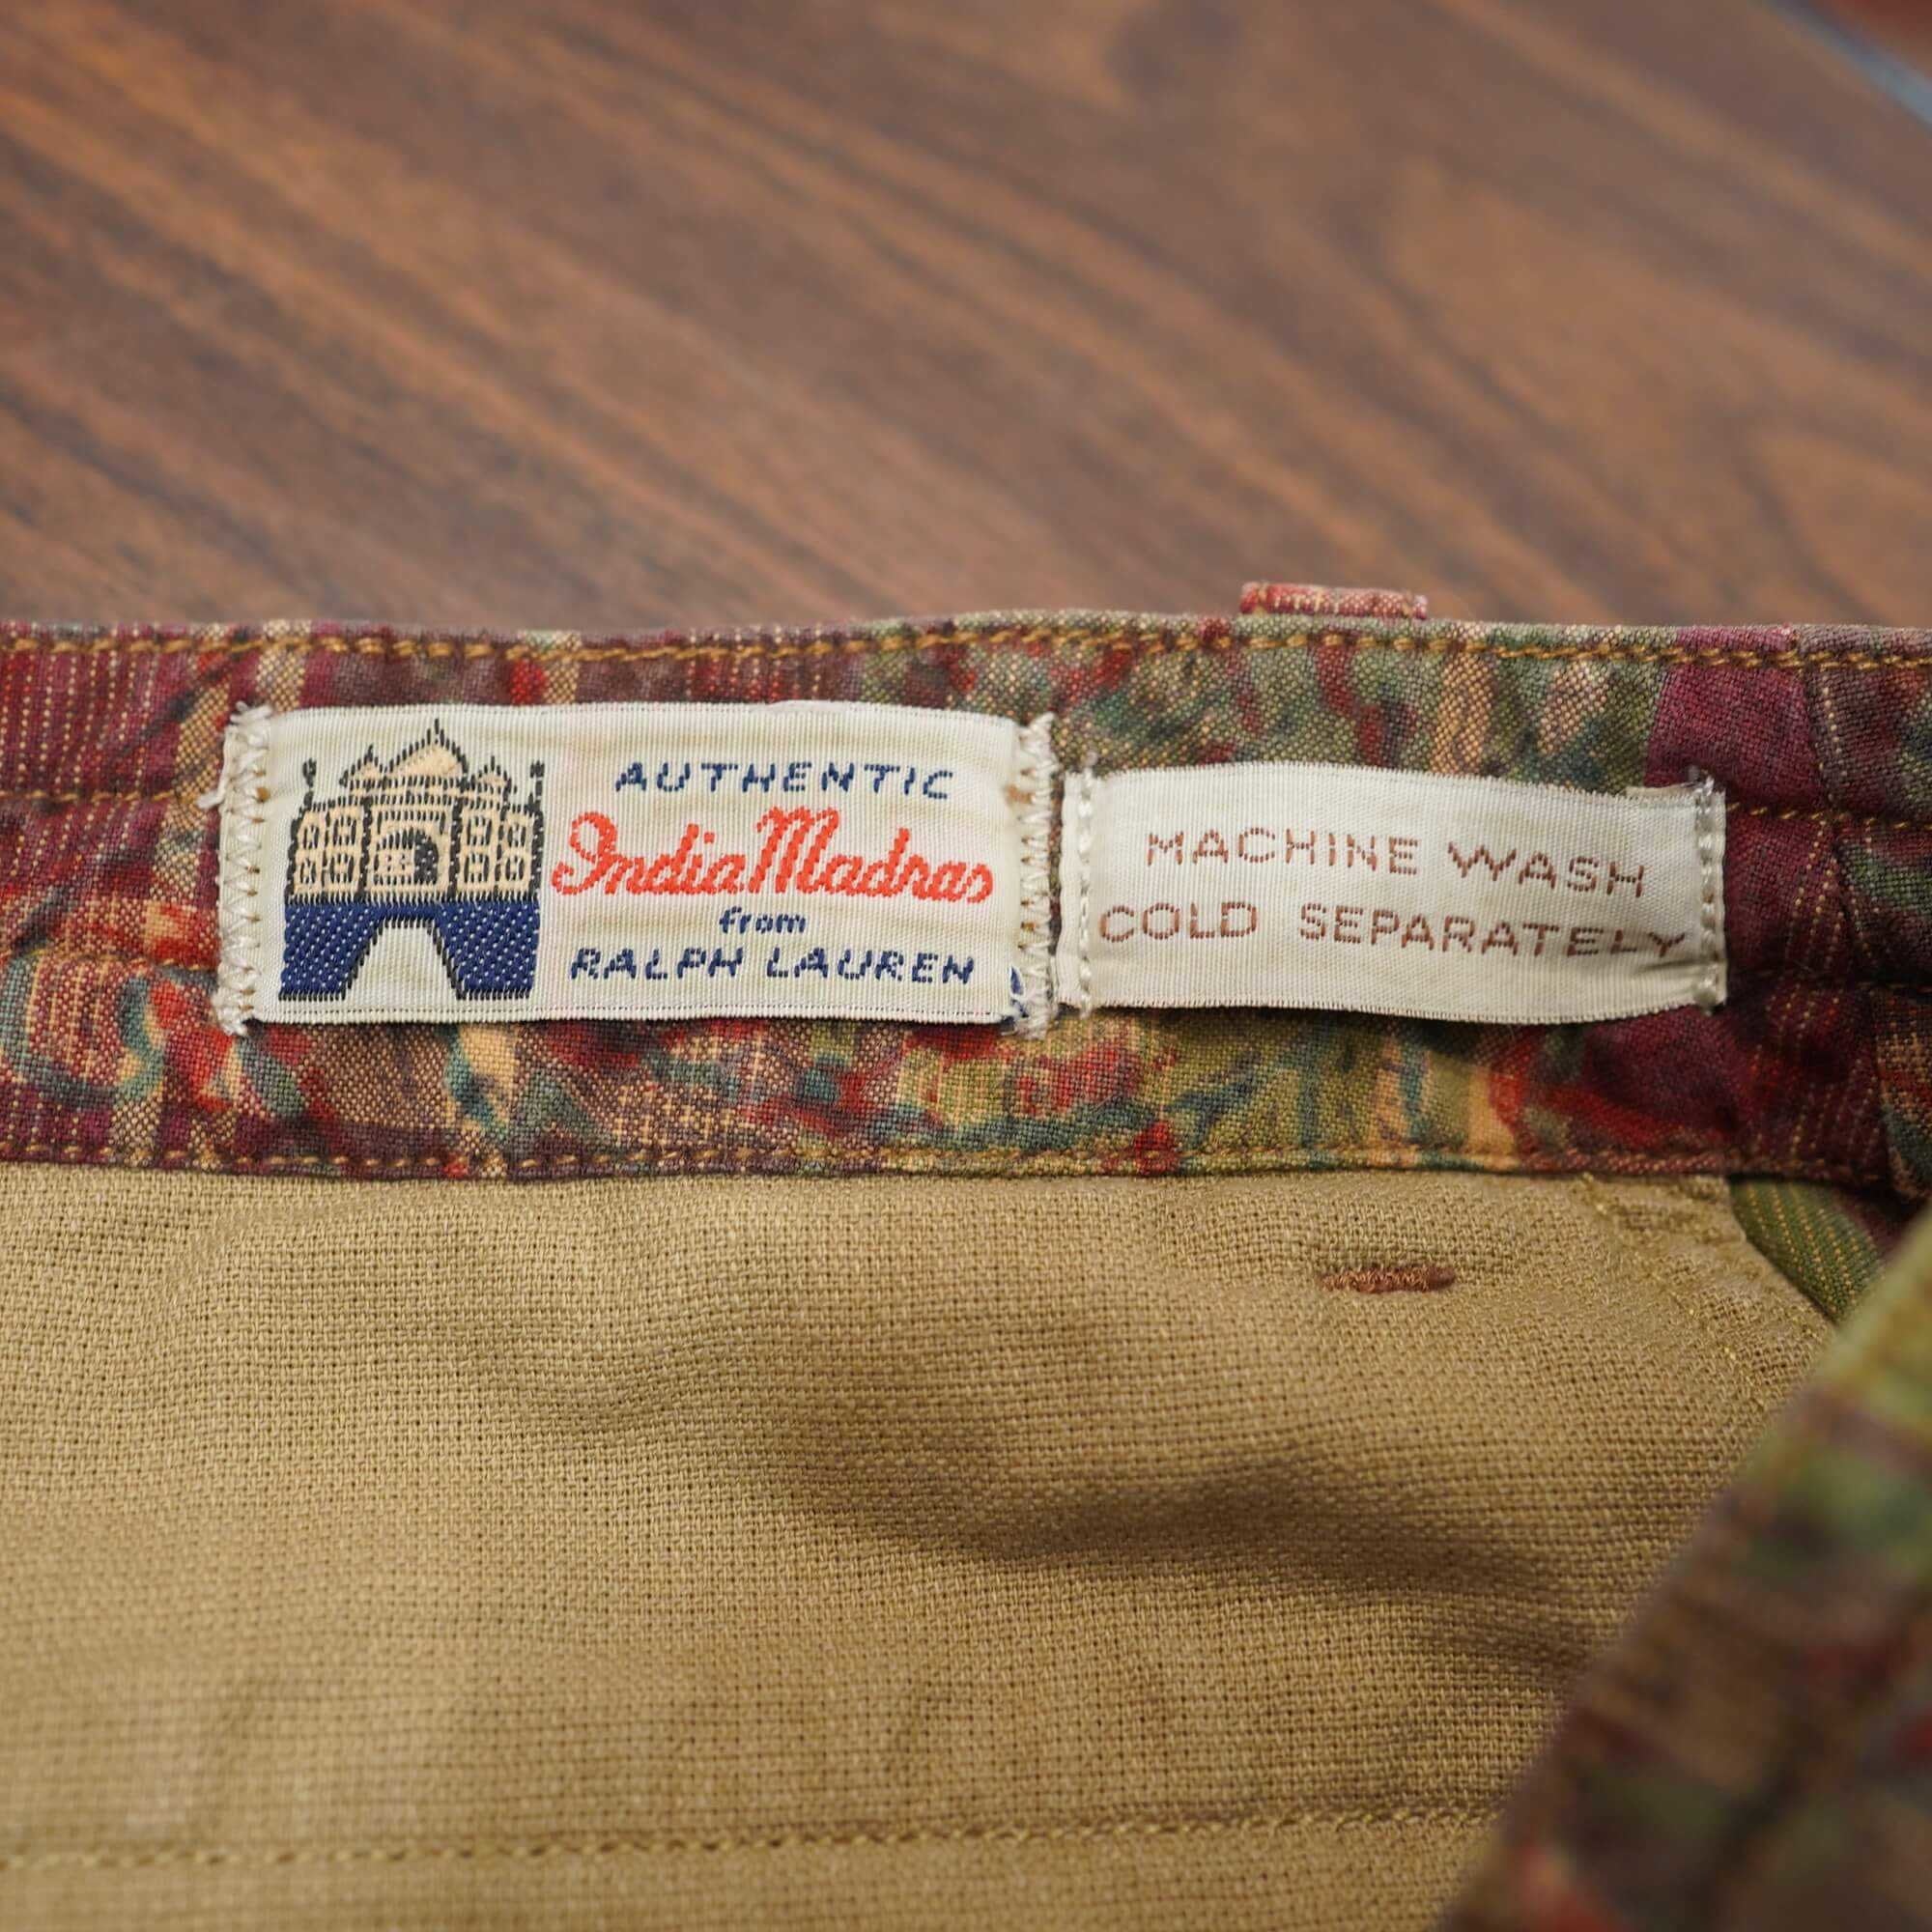 AUTHENTIC
India Madras
from
RALPH LAUREN
MACHINE WASH
COLD SEPARATELY